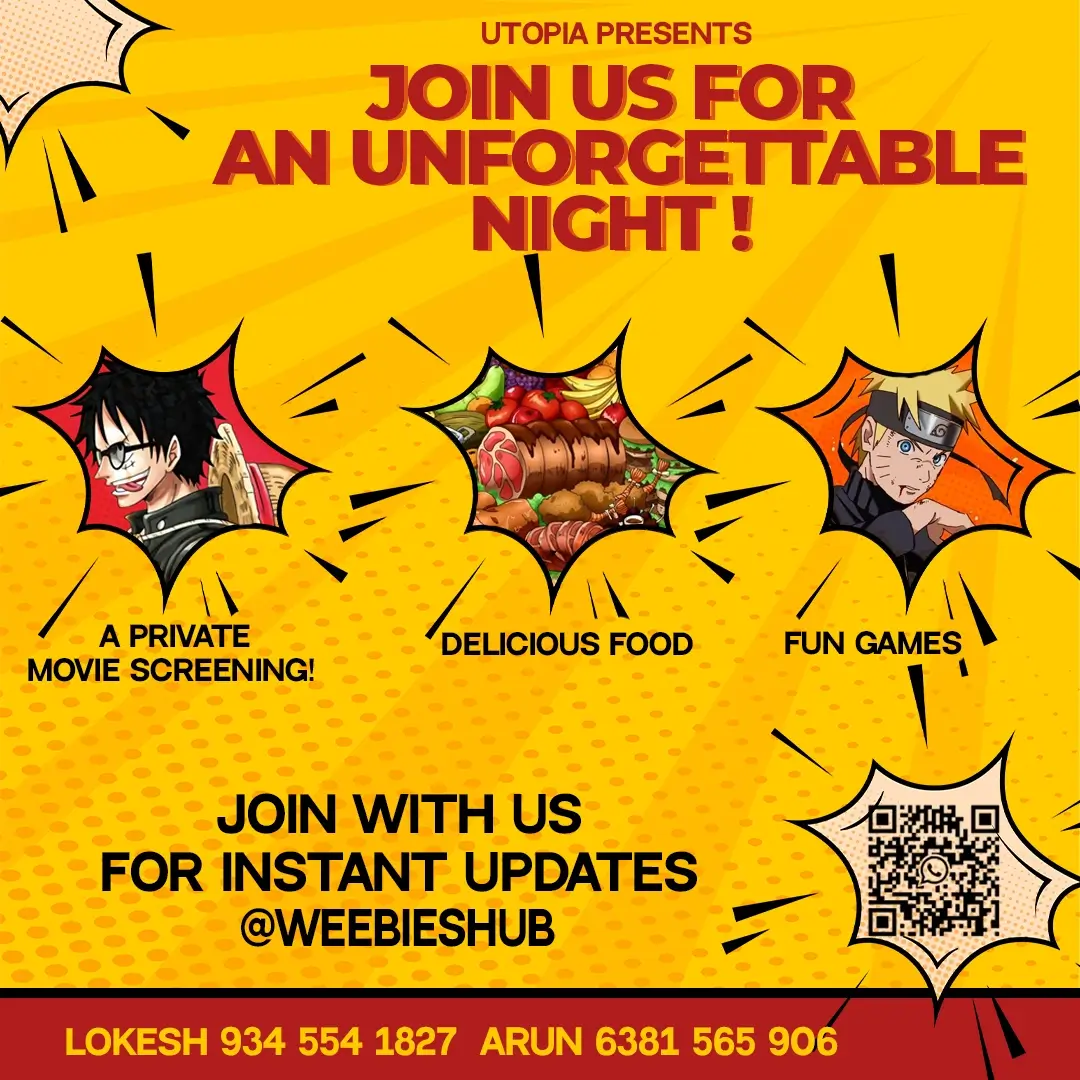 UTOPIA PRESENTS
JOIN US FOR
AN UNFORGETTABLE
NIGHT !
A PRIVATE
MOVIE SCREENING!
DELICIOUS FOOD
FUN GAMES
JOIN WITH US
FOR INSTANT UPDATES
@WEEBIESHUB
LOKESH 934 554 1827 ARUN 6381 565 906